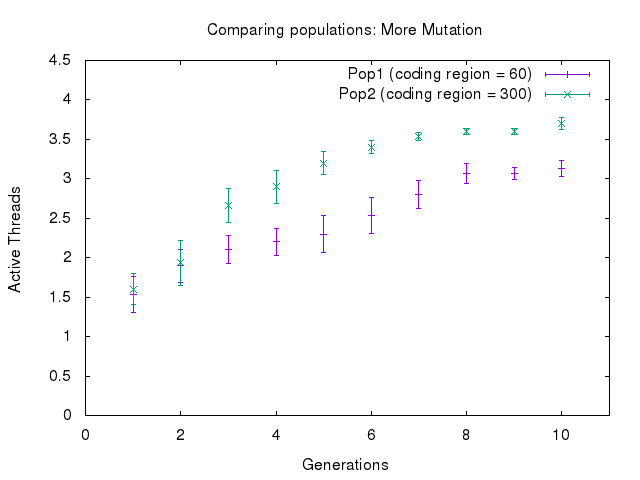 Comparing populations: More Mutation
Pop1 (coding region = 60)
Pop2 (coding region = 300)
4.5
4
3.5
3
2.5
2
1.5
1
0.5
0
Active Threads
0 2 4 6 8 10
Generations